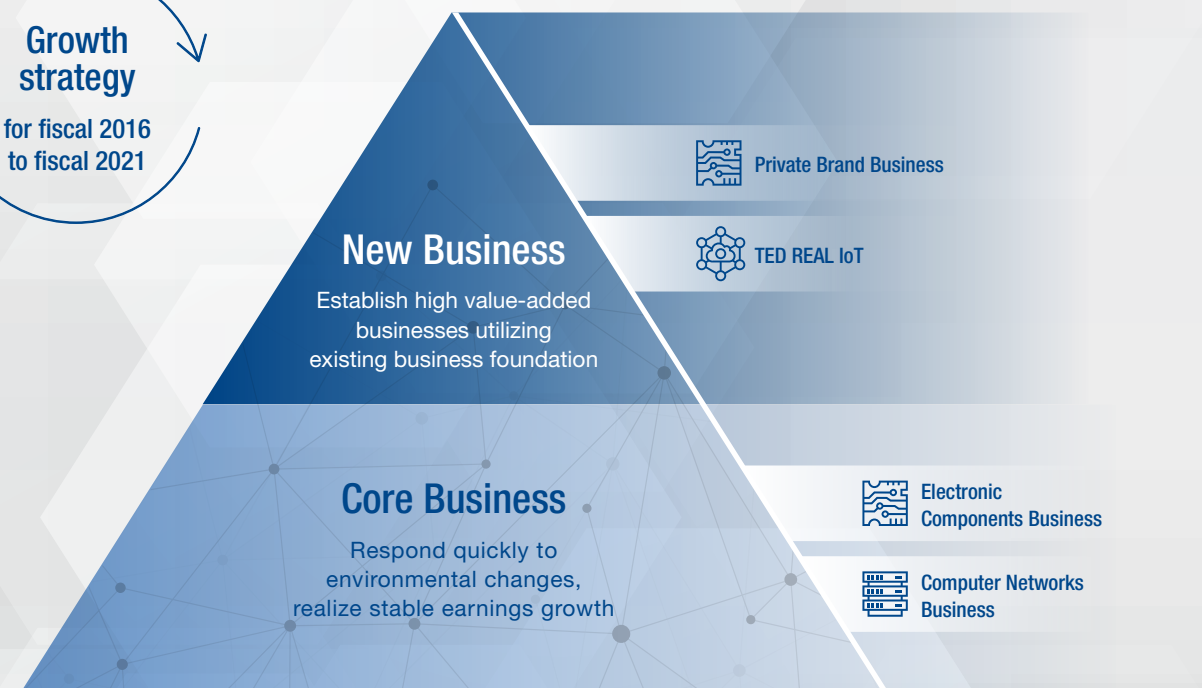 Growth
strategy
for fiscal 2016
to fiscal 2021
Private Brand Business
TED REAL IoT
New Business
Establish high value-added
businesses utilizing
existing business foundation
Core Business
Respond quickly to
environmental changes,
realize stable earnings growth
Electronic
Components Business
Computer Networks
Business